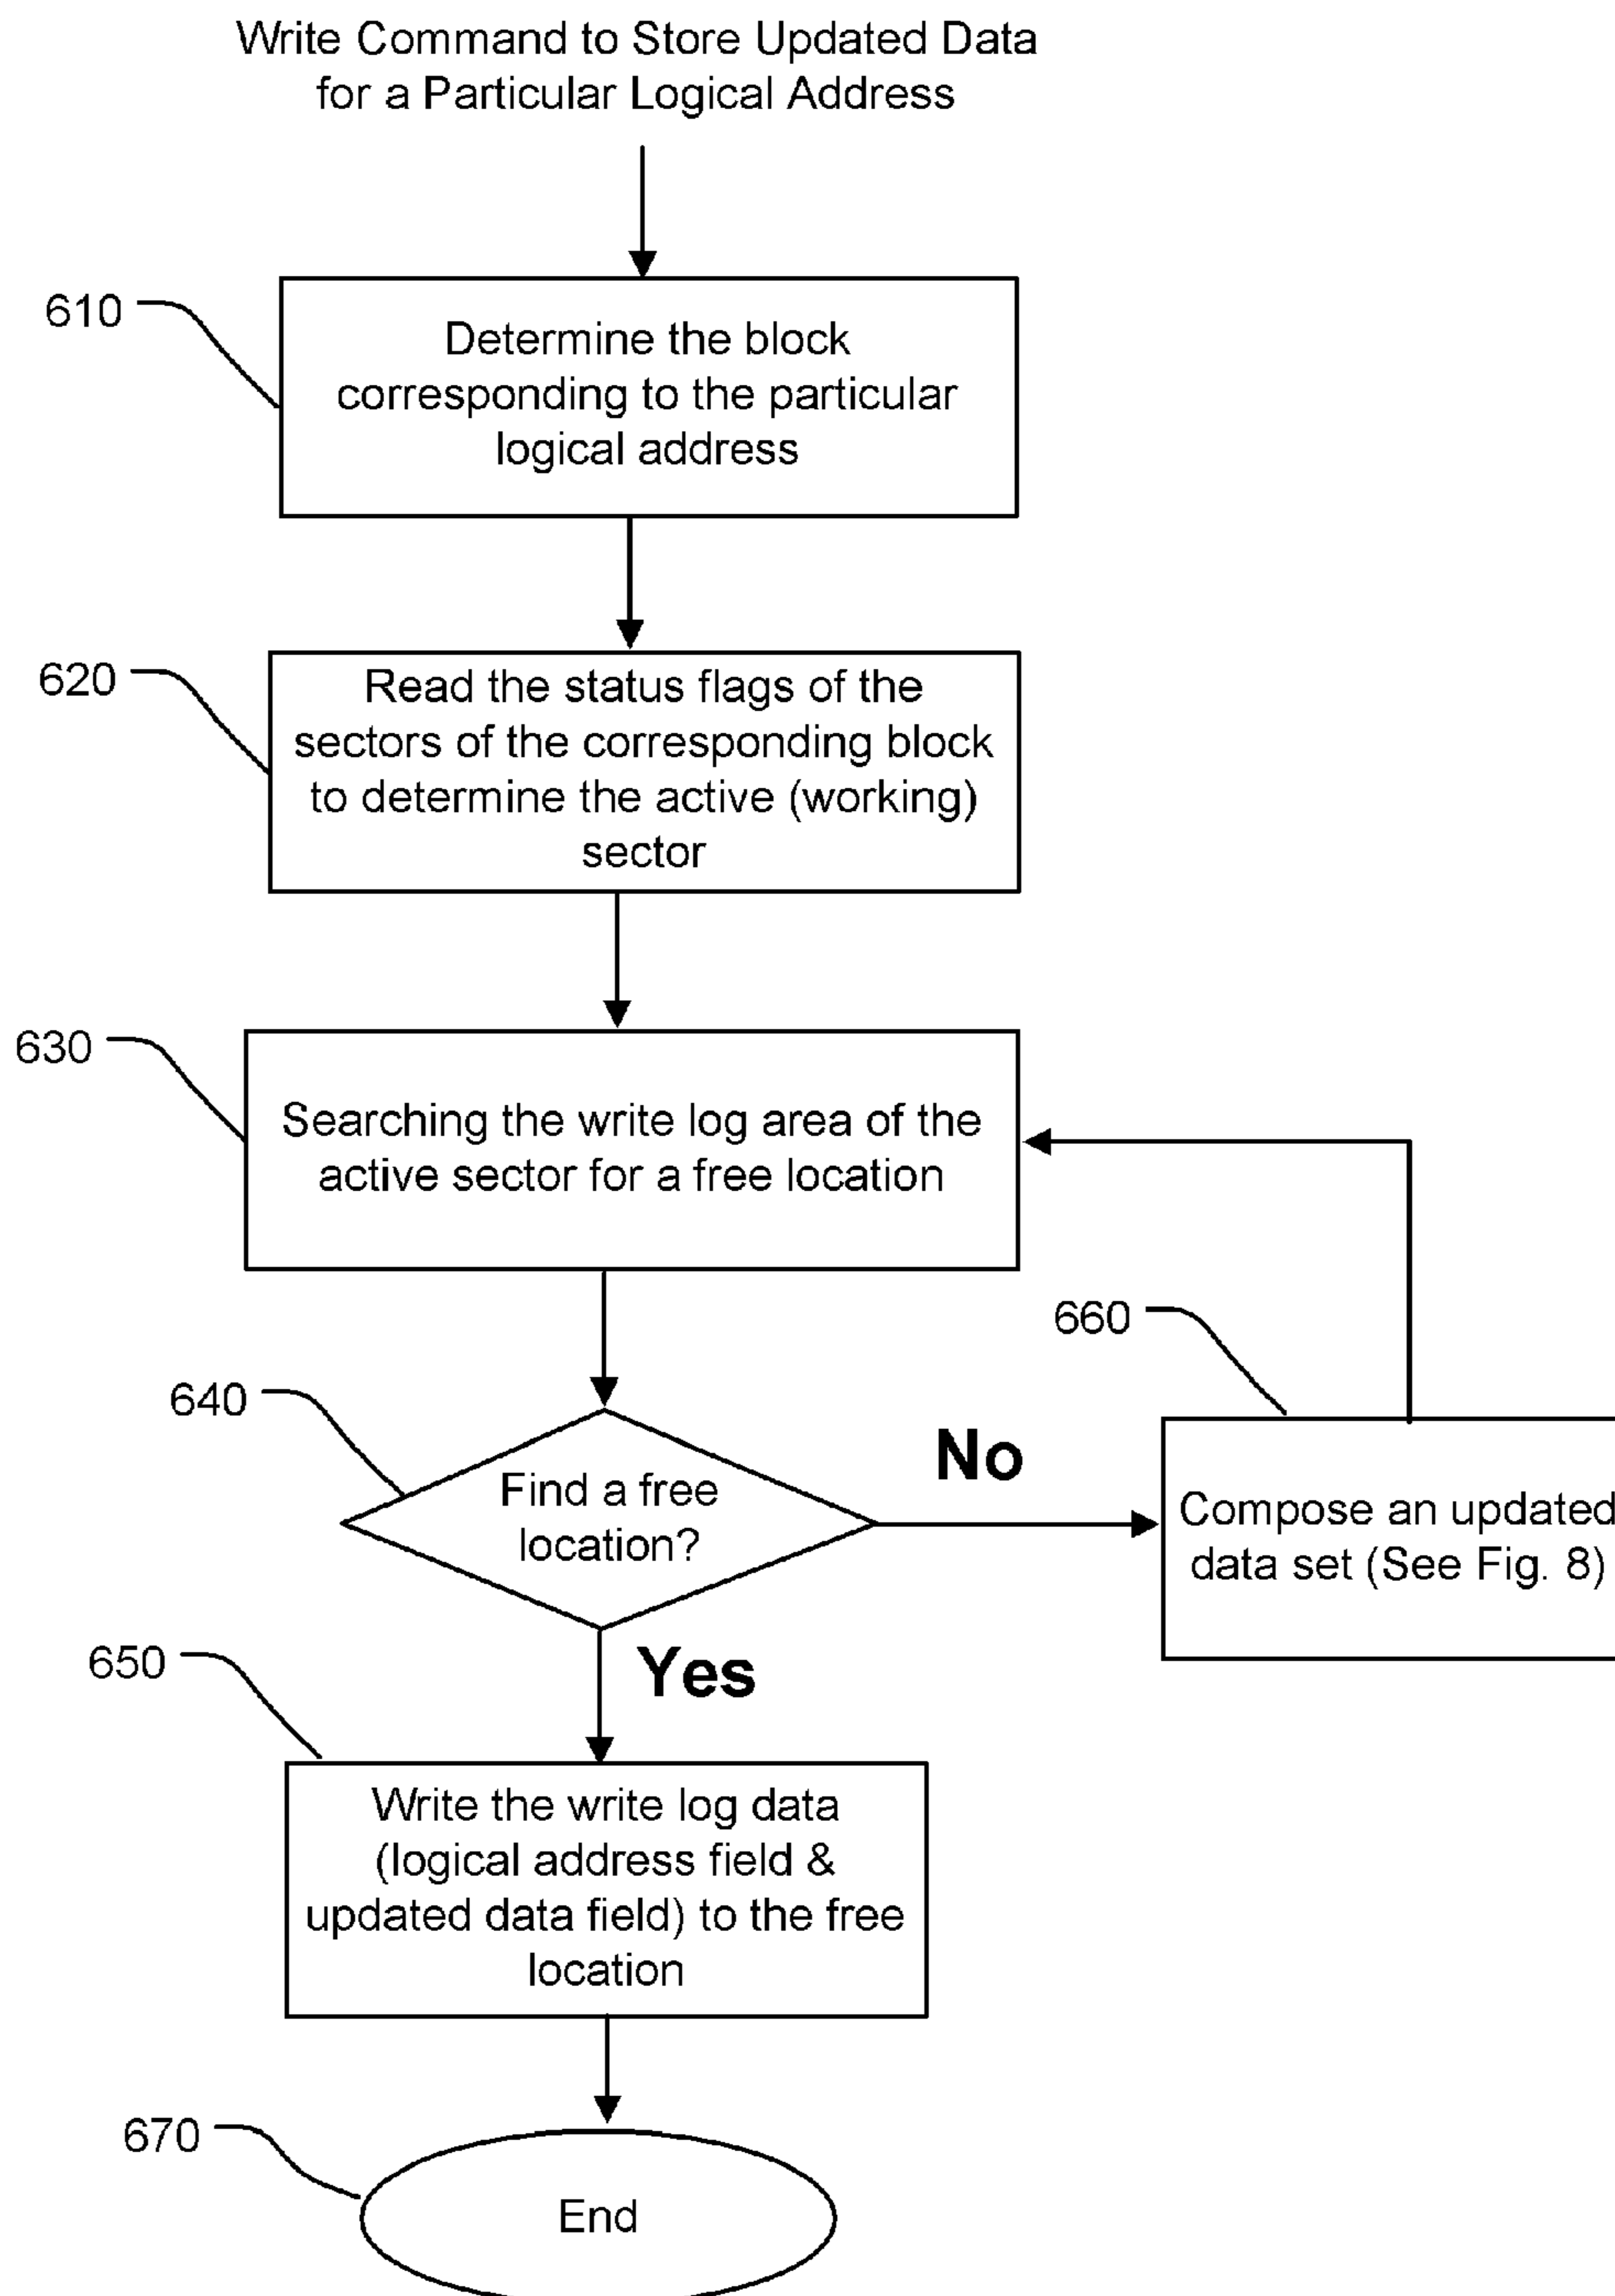 Write Command to Store Updated Data
for a Particular Logical Address
610
Determine the block
corresponding to the particular
logical address
620
Read the status flags of the
sectors of the corresponding block
to determine the active (working)
sector
630
Searching the write log area of the
active sector for a free location
660
640
Find a free
location?
No
Compose an updated
data set (See Fig. 8)
650
Yes
Write the write log data
(logical address field &
updated data field) to the free
location
670
End